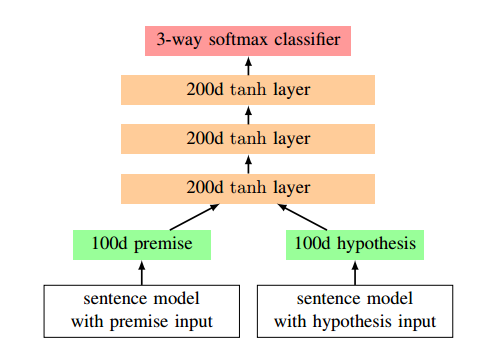 3-way softmax classifier
200d tanh layer
200d tanh layer
200d tanh layer
100d premise
100d hypothesis
sentence model
with premise input
sentence model
with hypothesis input